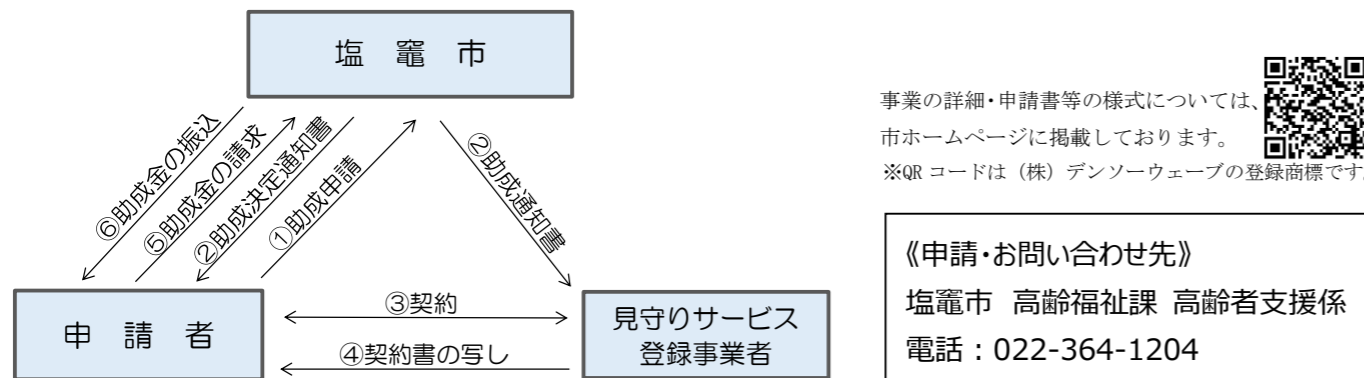 塩 竈 市
⑥助成金の振込
⑤助成金の請求
②助成決定通知書
①助成申請
②助成通知書
申 請 者
③契約
④契約書の写し
見守りサービス
登録事業者
事業の詳細・申請書等の様式については、
市ホームページに掲載しております。
※QRコードは（株）デンソーウェーブの登録商標です。
《申請・お問い合わせ先》
塩竈市 高齢福祉課 高齢者支援係
電話：022-364-1204